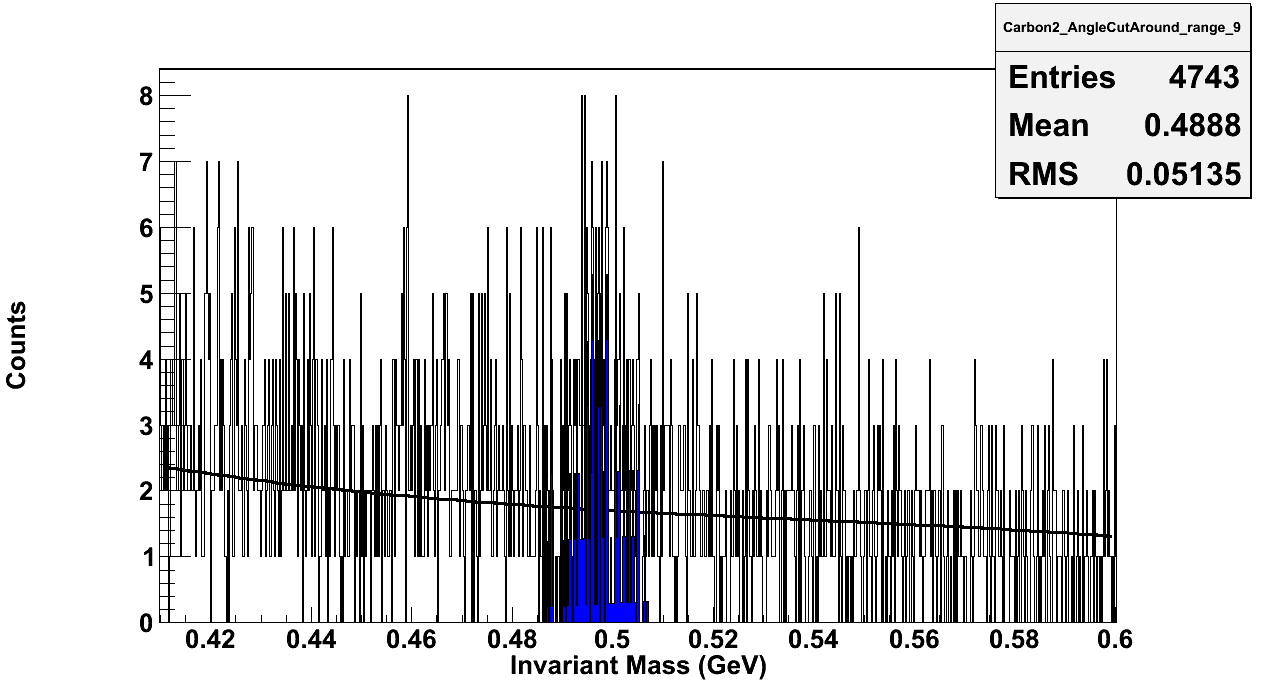 Carbon2_AngleCutAround_range_9
Entries 4743
Mean 0.4888
RMS 0.05135
Counts
8
7
6
5
4
3
2
1
0
0.42 0.44 0.46 0.48 0.5 0.52 0.54 0.56 0.58 0.6
Invariant Mass (GeV)